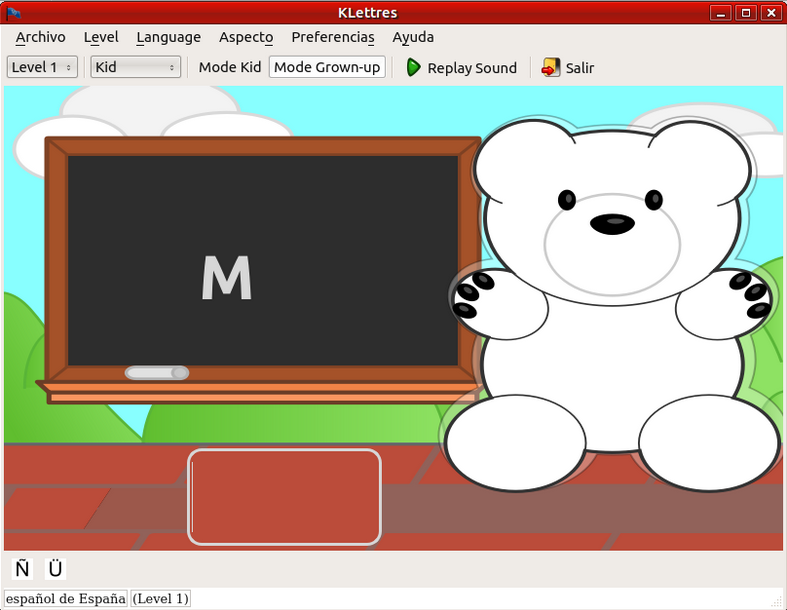 KLettres
Archivo Level Language Aspecto Preferencias Ayuda
Level 1 Kid Mode Kid Mode Grown-up Replay Sound Salir
M
Ñ Ü
español de España (Level 1)